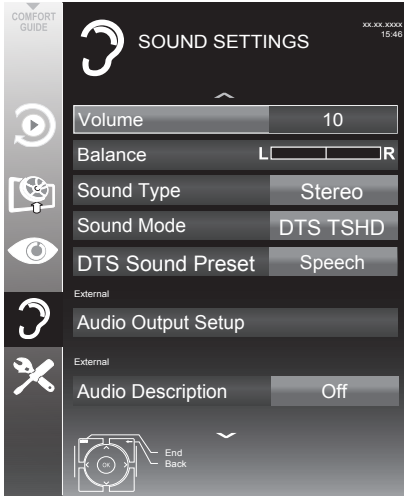 COMFORT
GUIDE
SOUND SETTINGS
xx.xx.xxxx
15:46
Volume 10
Balance L R
Sound Type Stereo
Sound Mode DTS TSHD
DTS Sound Preset Speech
External
Audio Output Setup
External
Audio Description Off
OK
End
Back